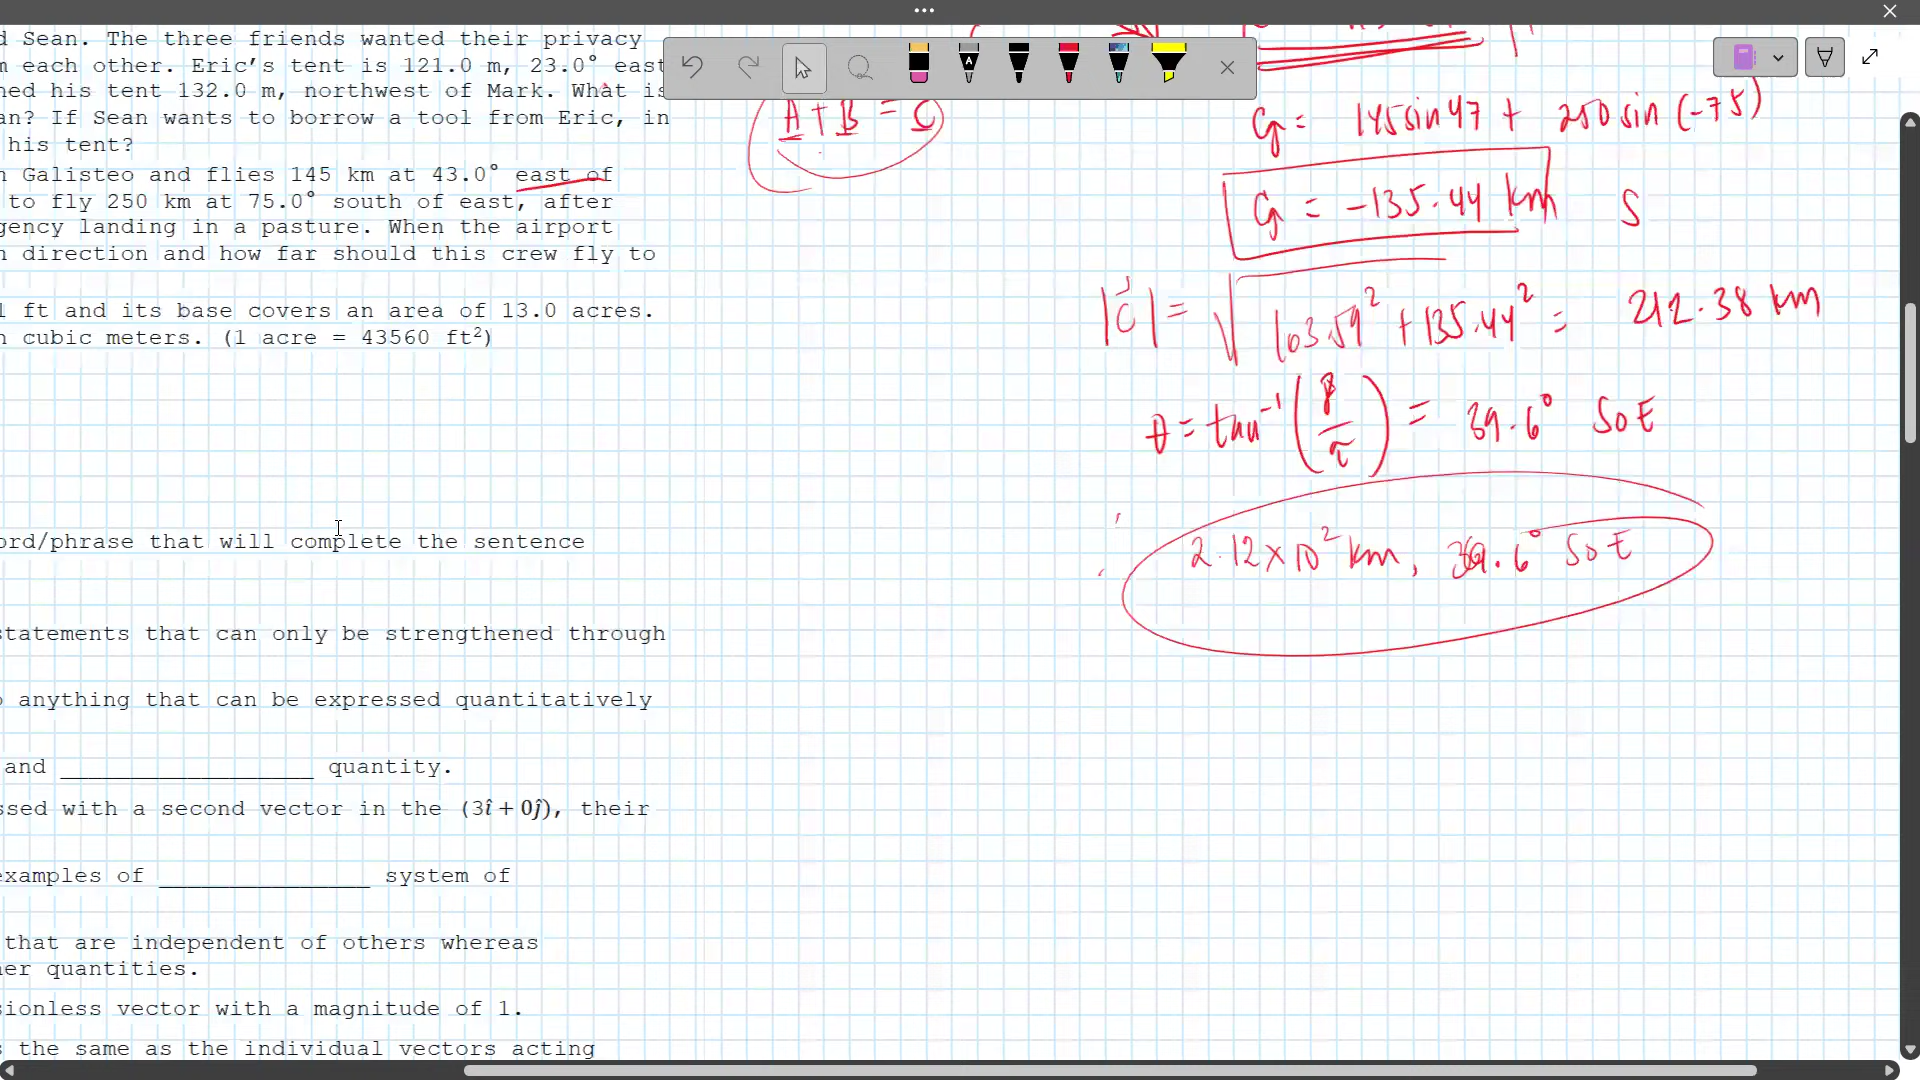 d Sean. The three friends wanted their privacy
m each other. Eric's tent is 121.0 m, 23.0° east
ned his tent 132.0 m, northwest of Mark. What is
an? If Sean wants to borrow a tool from Eric, in
his tent?
n Galisteo and flies 145 km at 43.0° east of
to fly 250 km at 75.0° south of east, after
gency landing in a pasture. When the airport
n direction and how far should this crew fly to
l ft and its base covers an area of 13.0 acres.
n cubic meters. (1 acre = 43560 ft²)
ord/phrase that will complete the sentence
statements that can only be strengthened through
o anything that can be expressed quantitatively
and __________________ quantity.
ssed with a second vector in the (3î + 0ĵ), their
examples of _______________ system of
that are independent of others whereas
er quantities.
sionless vector with a magnitude of 1.
s the same as the individual vectors acting
A + B = C
Cy = 145 sin 47 + 250 sin (-75)
Cy = -135.44 km S
|C⃗| = √103.59² + 135.44² = 212.38 km
θ = tan⁻¹ (y/x) = 39.6° SoE
2.12 × 10² km, 39.6° SoE